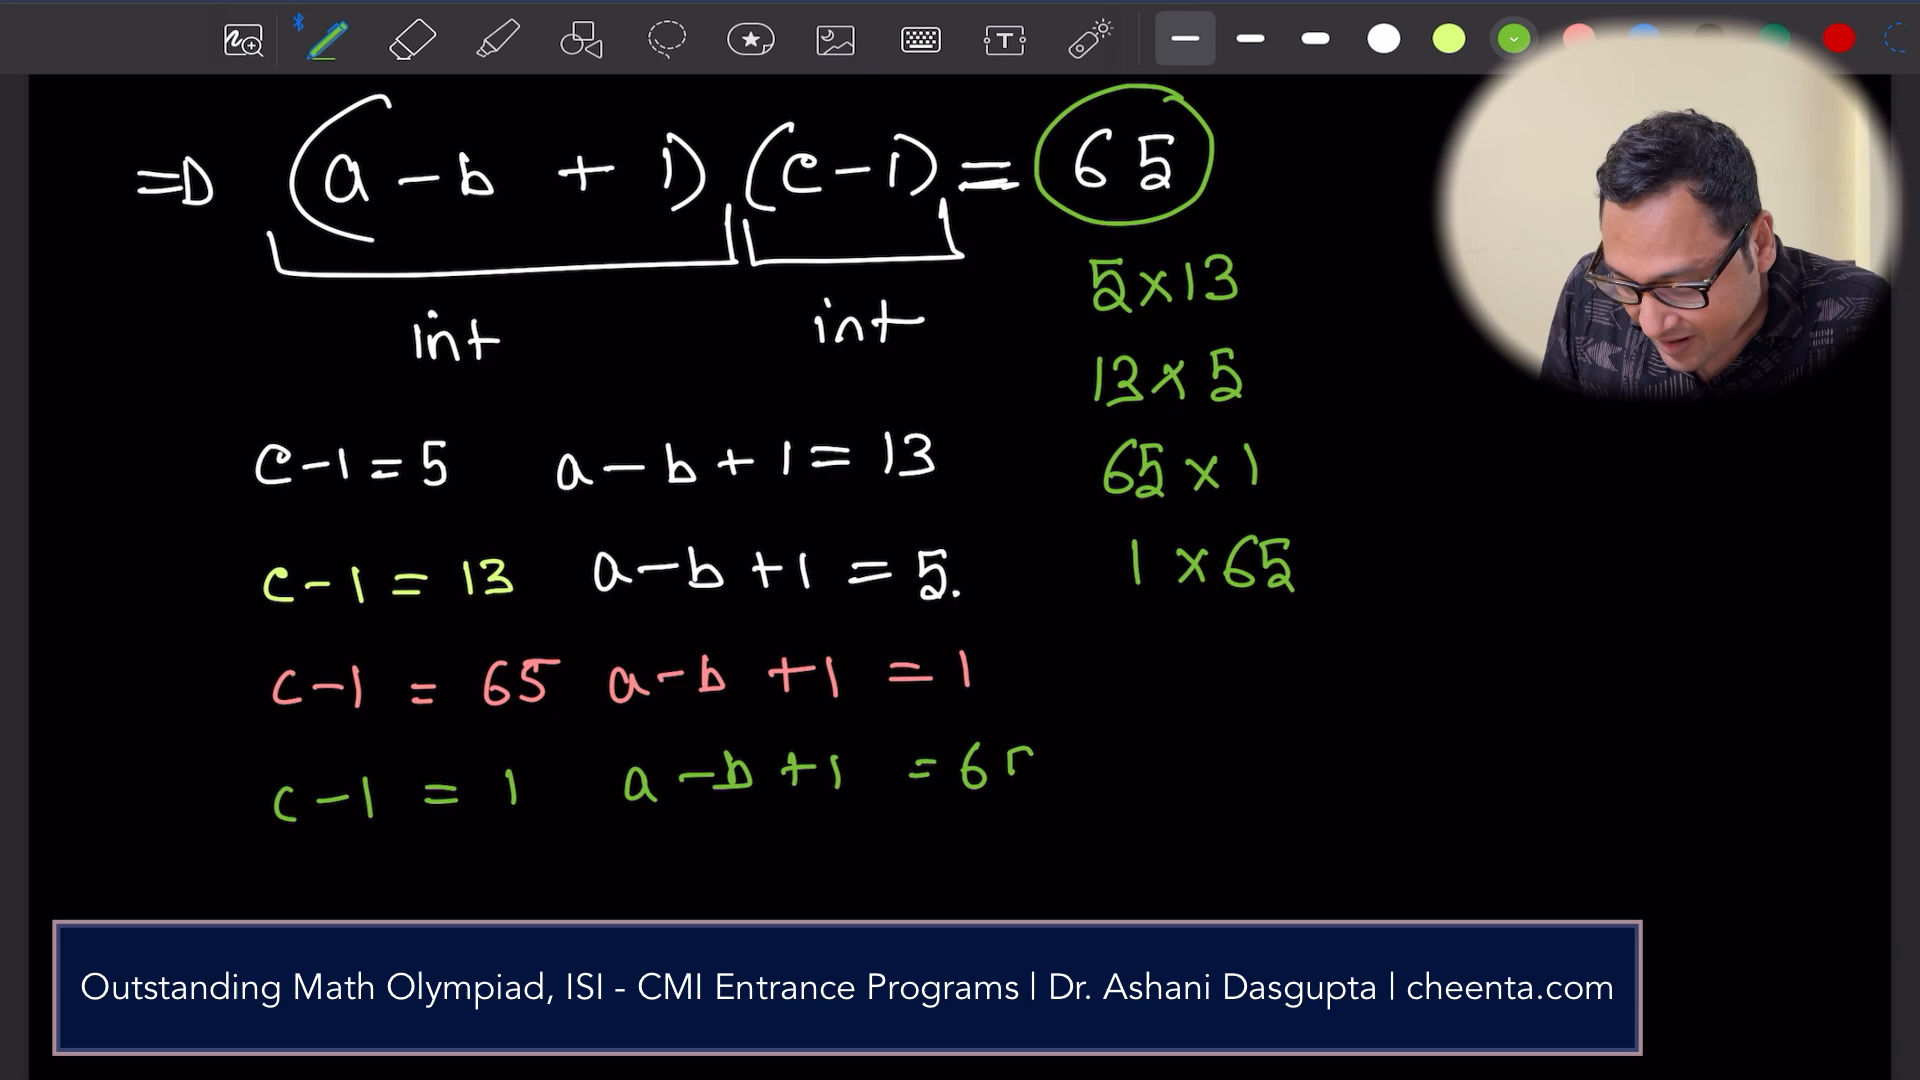 ⇒ (a - b + 1) (c - 1) = 65
int int
5 × 13
13 × 5
65 × 1
1 × 65
c - 1 = 5 a - b + 1 = 13
c - 1 = 13 a - b + 1 = 5.
c - 1 = 65 a - b + 1 = 1
c - 1 = 1 a - b + 1 = 6
Outstanding Math Olympiad, ISI - CMI Entrance Programs | Dr. Ashani Dasgupta | cheenta.com